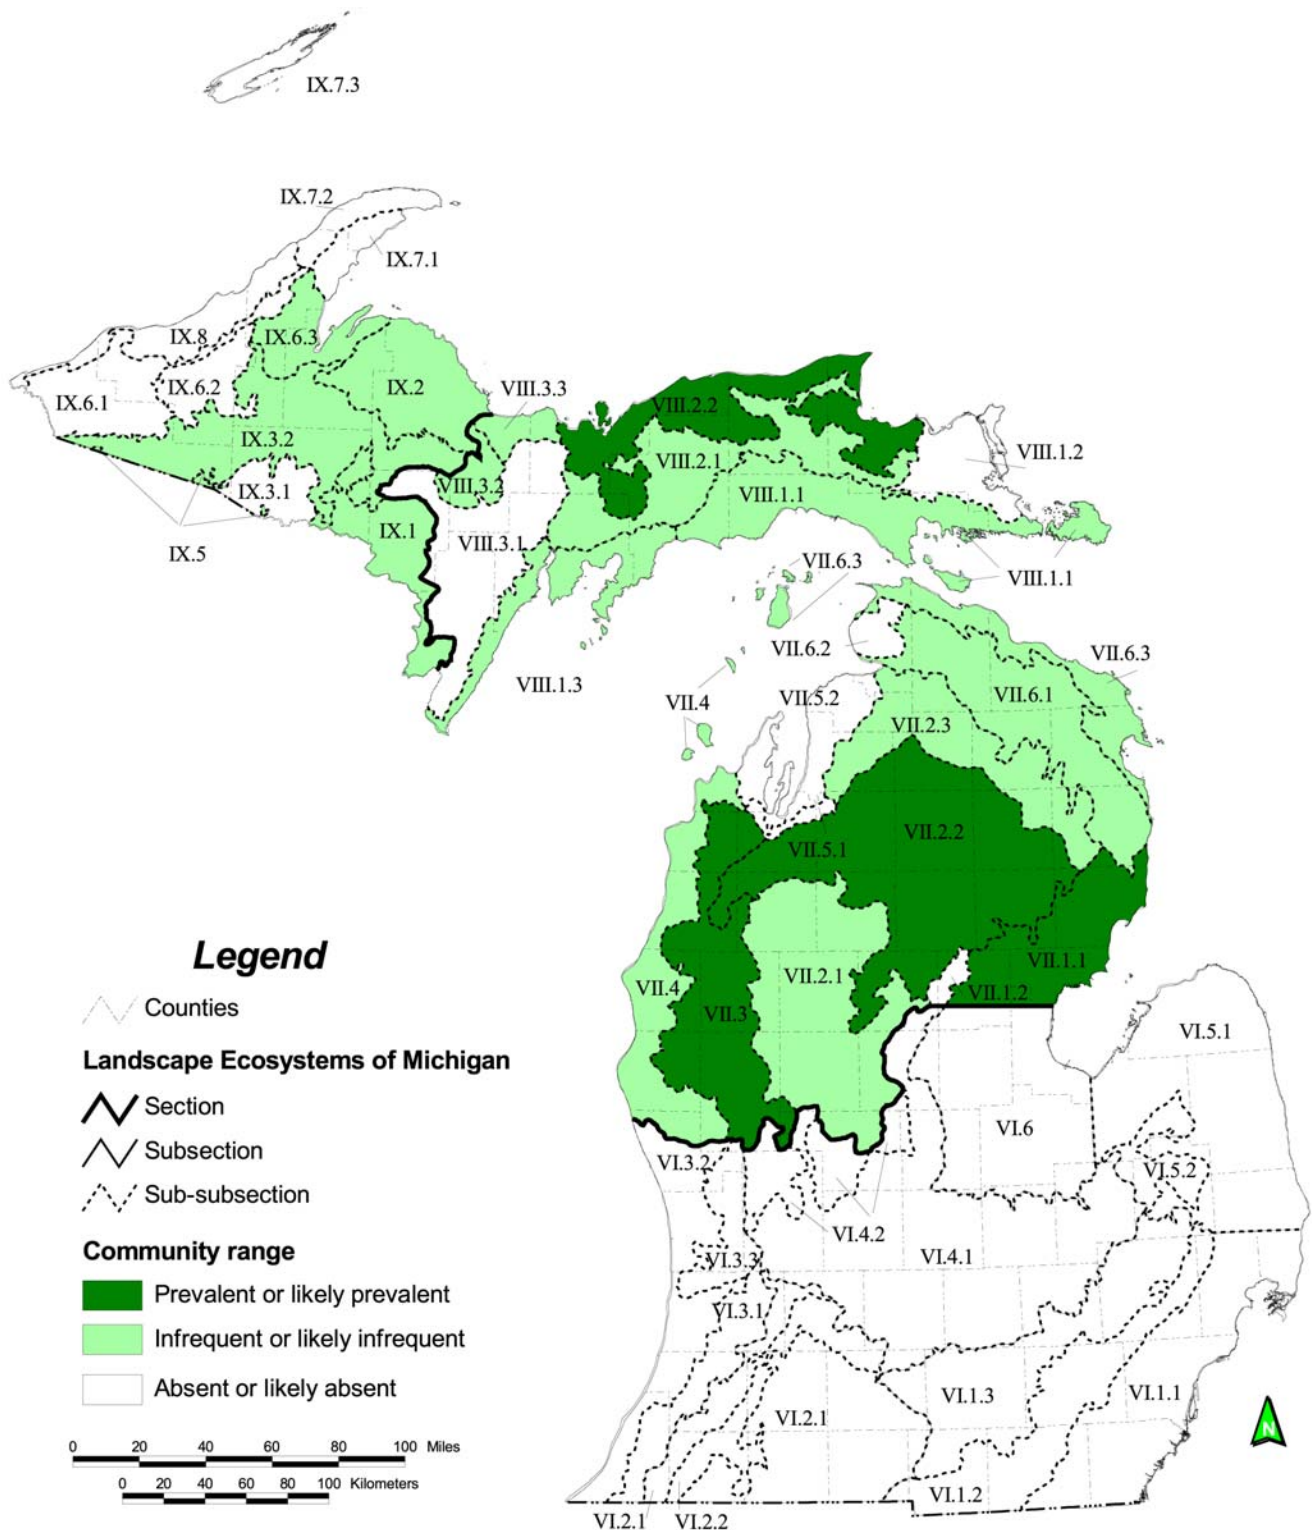 IX.7.3
IX.7.2
IX.7.1
IX.8
IX.6.3
IX.6.2
IX.2
IX.6.1
VIII.3.3
VIII.2.2
IX.3.2
VIII.2.1
VIII.1.2
IX.3.1
VIII.3.2
VIII.1.1
IX.1
VIII.3.1
IX.5
VII.6.3
VIII.1.1
VII.6.2
VII.6.3
VIII.1.3
VII.4
VII.5.2
VII.6.1
VII.2.3
VII.2.2
VII.5.1
VII.1.1
VII.4
VII.2.1
VII.1.2
VII.3
VI.5.1
VI.6
VI.3.2
VI.5.2
VI.4.2
VI.4.1
VI.3.3
VI.3.1
VI.1.3
VI.1.1
VI.2.1
VI.1.2
VI.2.1
VI.2.2
N
Legend
Counties
Landscape Ecosystems of Michigan
Section
Subsection
Sub-subsection
Community range
Prevalent or likely prevalent
Infrequent or likely infrequent
Absent or likely absent
0 20 40 60 80 100 Miles
0 20 40 60 80 100 Kilometers